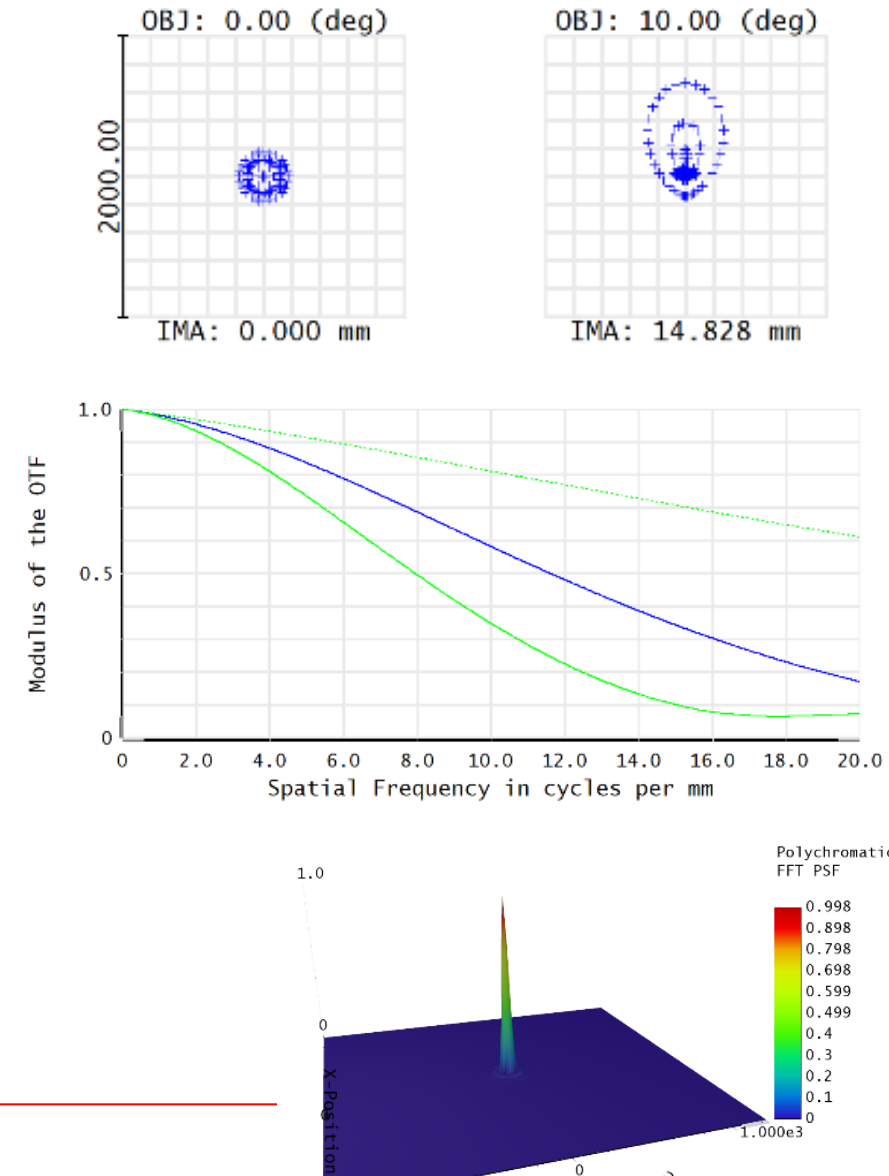 OBJ: 0.00 (deg)
OBJ: 10.00 (deg)
2000.00
IMA: 0.000 mm
IMA: 14.828 mm
1.0
0.5
0
Modulus of the OTF
0 2.0 4.0 6.0 8.0 10.0 12.0 14.0 16.0 18.0 20.0
Spatial Frequency in cycles per mm
Polychromatic
FFT PSF
1.0
0
X-Position
0.998
0.898
0.798
0.698
0.599
0.499
0.4
0.3
0.2
0.1
0
1.000e3
0